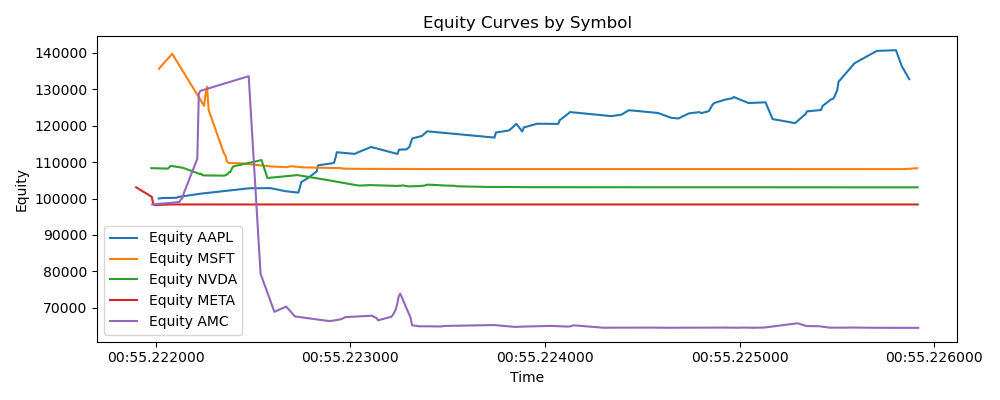 Equity Curves by Symbol
140000
130000
120000
110000
100000
90000
80000
70000
Equity
Equity AAPL
Equity MSFT
Equity NVDA
Equity META
Equity AMC
00:55.222000
00:55.223000
00:55.224000
00:55.225000
00:55.226000
Time